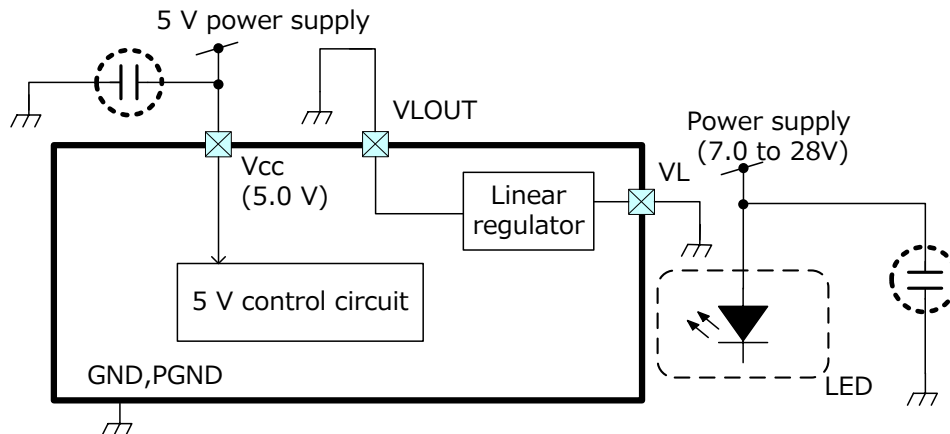 5 V power supply
VLOUT
Power supply
(7.0 to 28V)
Vcc
(5.0 V)
VL
Linear
regulator
5 V control circuit
GND,PGND
LED